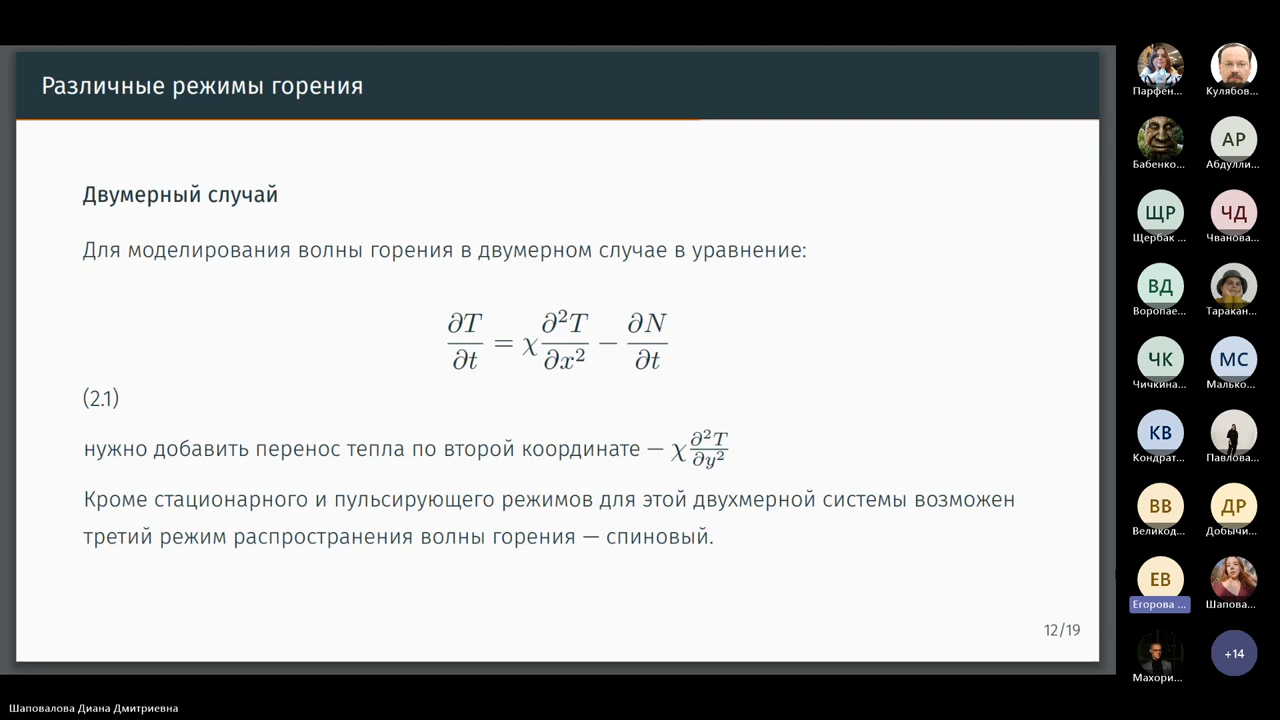 Различные режимы горения
Двумерный случай
Для моделирования волны горения в двумерном случае в уравнение:
∂T/∂t = χ ∂²T/∂x² − ∂N/∂t
(2.1)
нужно добавить перенос тепла по второй координате — χ ∂²T/∂y²
Кроме стационарного и пульсирующего режимов для этой двухмерной системы возможен
третий режим распространения волны горения — спиновый.
12/19
Парфен...
Кулябов...
Бабенко...
АР
Абдулли...
ЩР
Щербак ...
ЧД
Чванова...
ВД
Воропае...
Таракан...
ЧК
Чичкина...
МС
Малько...
КВ
Кондрат...
Павлова...
ВВ
Великод...
ДР
Добычи...
ЕВ
Егорова ...
Шапова...
Махори...
+14
Шаповалова Диана Дмитриевна